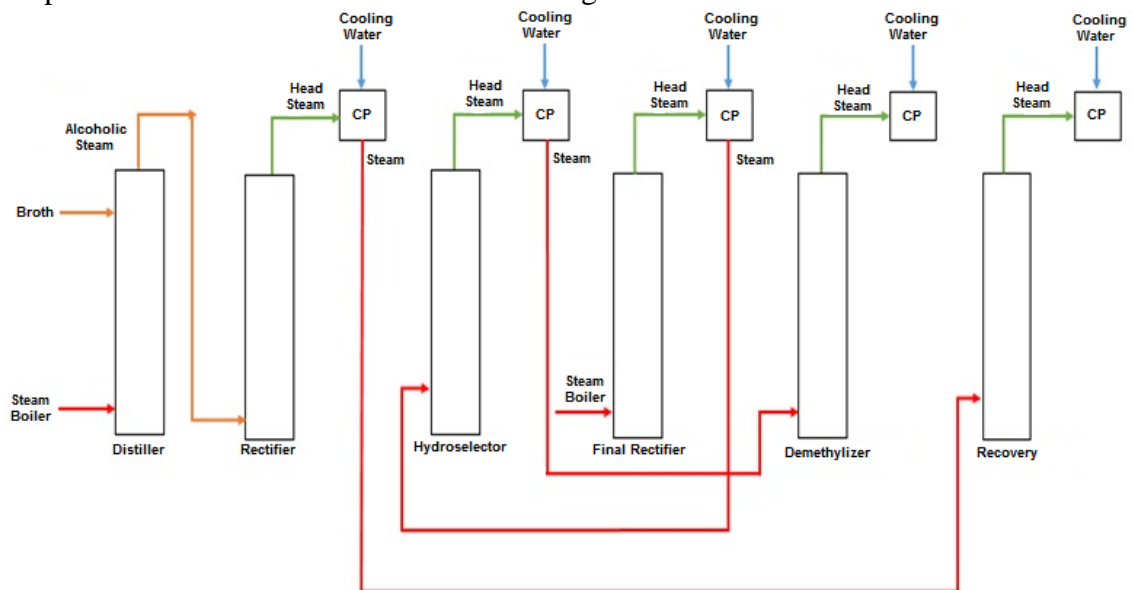 Cooling
Water
Cooling
Water
Cooling
Water
Cooling
Water
Cooling
Water
Head
Steam
Head
Steam
Head
Steam
Head
Steam
Head
Steam
CP
CP
CP
CP
CP
Alcoholic
Steam
Steam
Steam
Steam
Broth
Steam
Boiler
Steam
Boiler
Distiller
Rectifier
Hydroselector
Final Rectifier
Demethylizer
Recovery